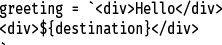 greeting = `<div>Hello</div>
<div>${destination}</div>
`